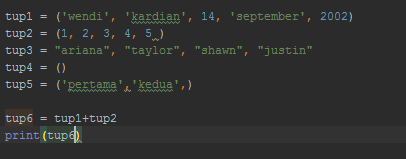 tup1 = ('wendi', 'kardian', 14, 'september', 2002)
tup2 = (1, 2, 3, 4, 5 )
tup3 = "ariana", "taylor", "shawn", "justin"
tup4 = ()
tup5 = ('pertama','kedua',)
tup6 = tup1+tup2
print(tup6)